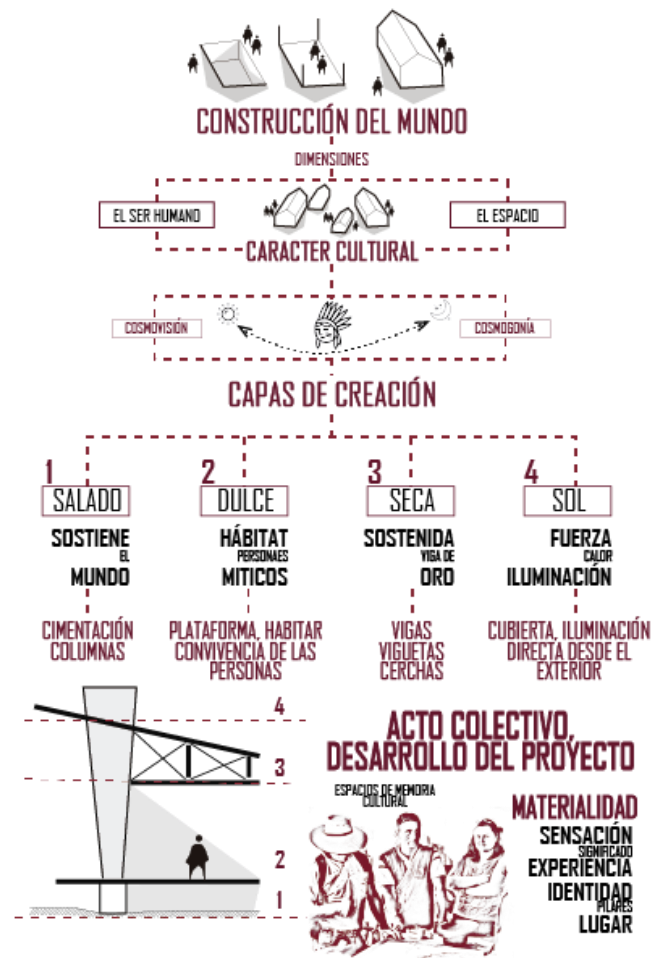 CONSTRUCCIÓN DEL MUNDO
DIMENSIONES
EL SER HUMANO
EL ESPACIO
CARACTER CULTURAL
COSMOVISIÓN
COSMOGONÍA
CAPAS DE CREACIÓN
1
SALADO
SOSTIENE
EL
MUNDO
CIMENTACIÓN
COLUMNAS
2
DULCE
HÁBITAT
PERSONAES
MITICOS
PLATAFORMA, HABITAR
CONVIVENCIA DE LAS
PERSONAS
3
SECA
SOSTENIDA
VIGA DE
ORO
VIGAS
VIGUETAS
CERCHAS
4
SOL
FUERZA
CALOR
ILUMINACIÓN
CUBIERTA, ILUMINACIÓN
DIRECTA DESDE EL
EXTERIOR
4
3
2
1
ACTO COLECTIVO,
DESARROLLO DEL PROYECTO
ESPACIOS DE MEMORIA
CULTURAL
MATERIALIDAD
SENSACIÓN
SIGNIFICADO
EXPERIENCIA
IDENTIDAD
PILARES
LUGAR